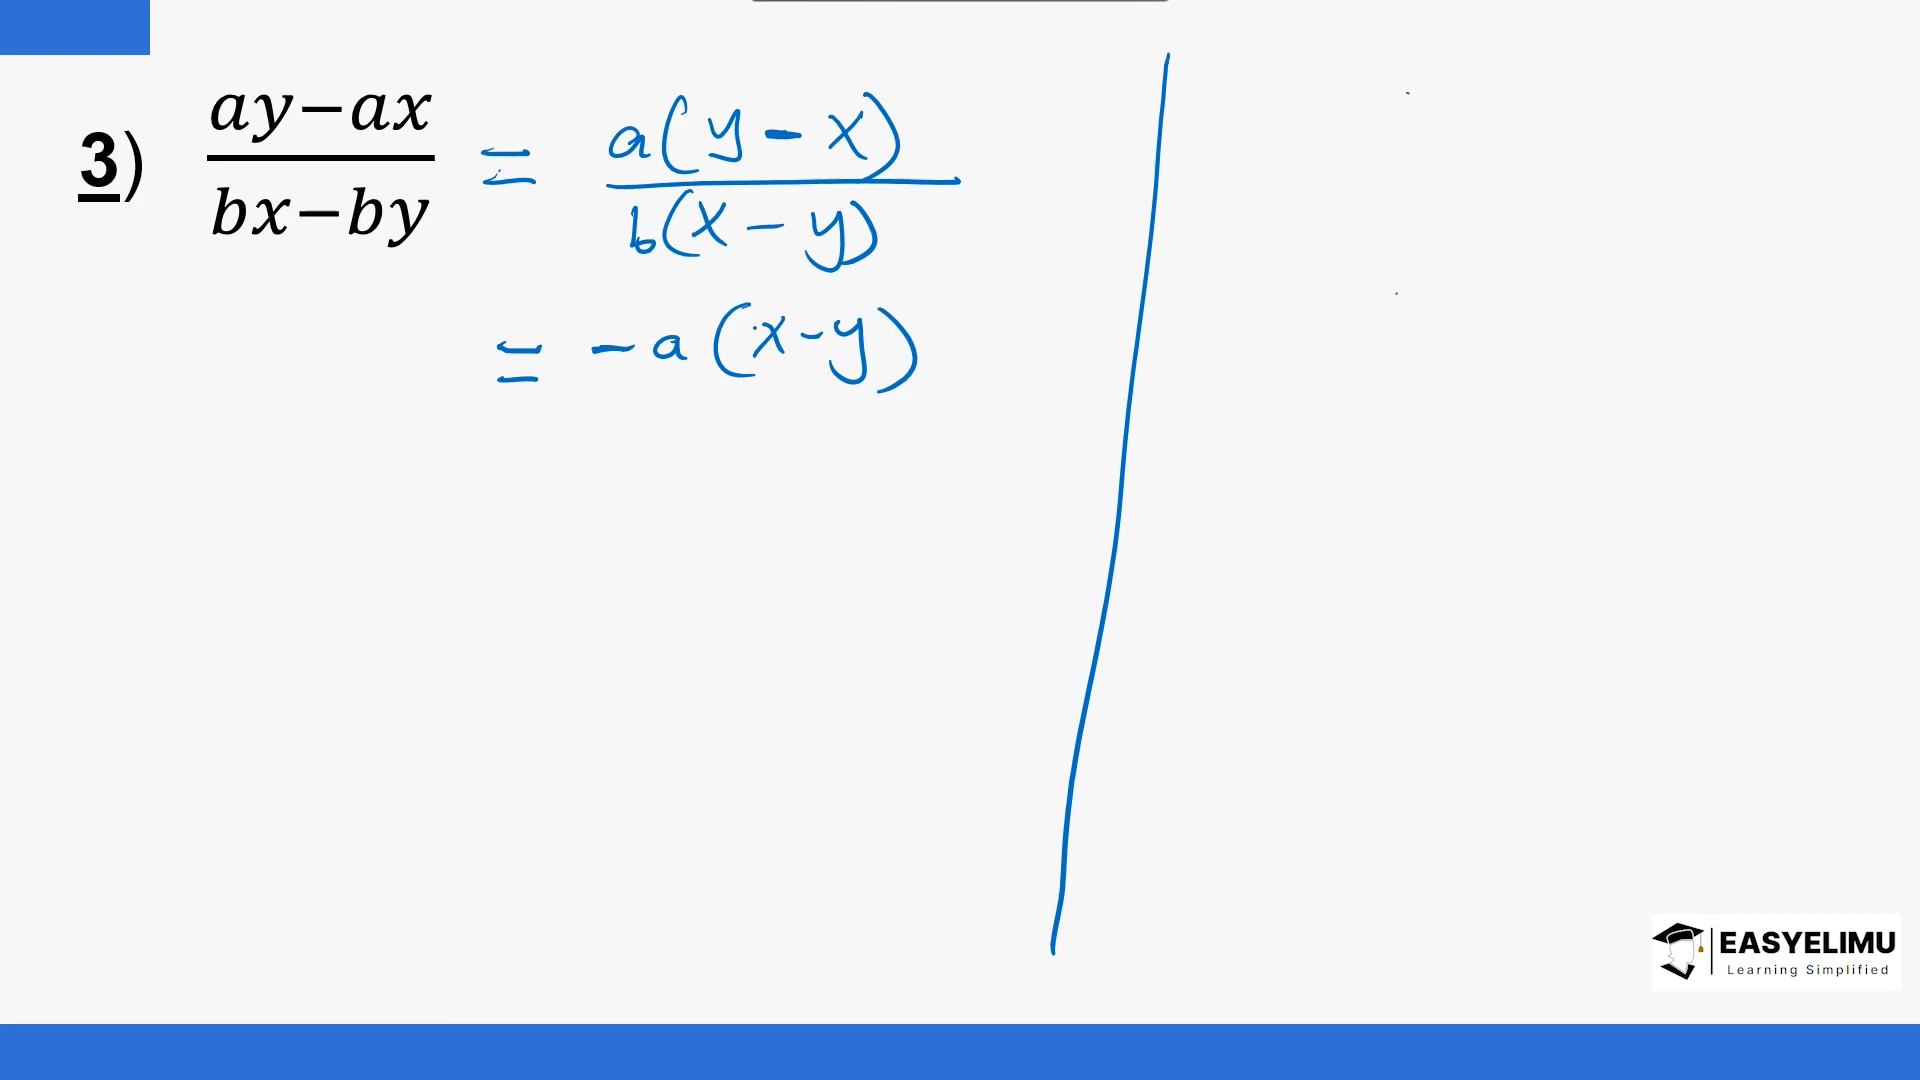 3) ay−ax = a(y − x)
bx−by b(x − y)
= − a (x − y)
EASYELIMU
Learning Simplified